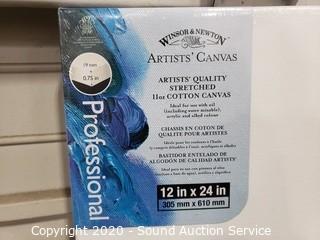 WINSOR & NEWTON
ARTISTS' CANVAS
19 mm
0.75 in
ARTISTS' QUALITY
STRETCHED
11oz COTTON CANVAS
Ideal for use with oil
(including water mixable),
acrylic and alkyd colour
CHASSIS EN COTON DE
QUALITE POUR ARTISTES
BASTIDOR ENTELADO DE
ALGODÓN DE CALIDAD ARTISTS'
12 in x 24 in
305 mm x 610 mm
Professional
Copyright 2020 - Sound Auction Service